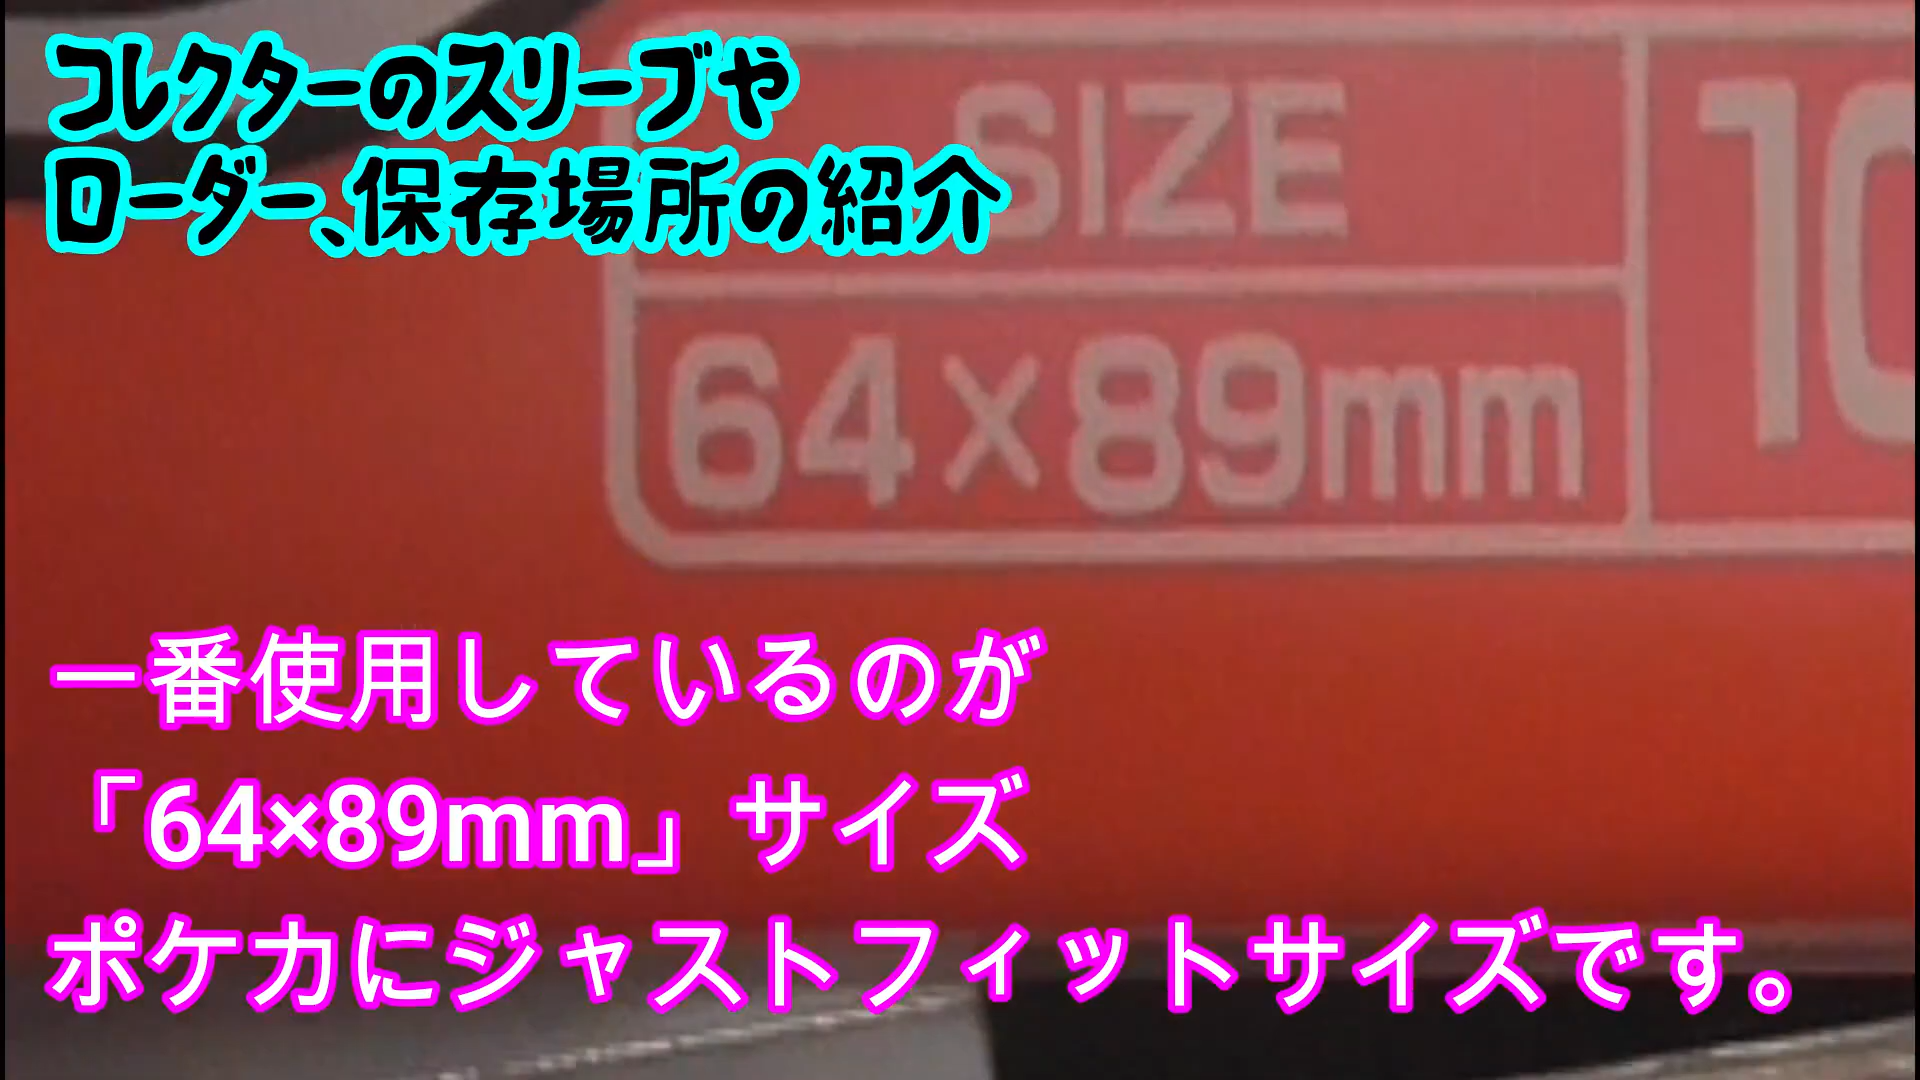 コレクターのスリーブや
ローダー、保存場所の紹介
SIZE
64×89mm
10
一番使用しているのが
「64×89mm」サイズ
ポケカにジャストフィットサイズです。